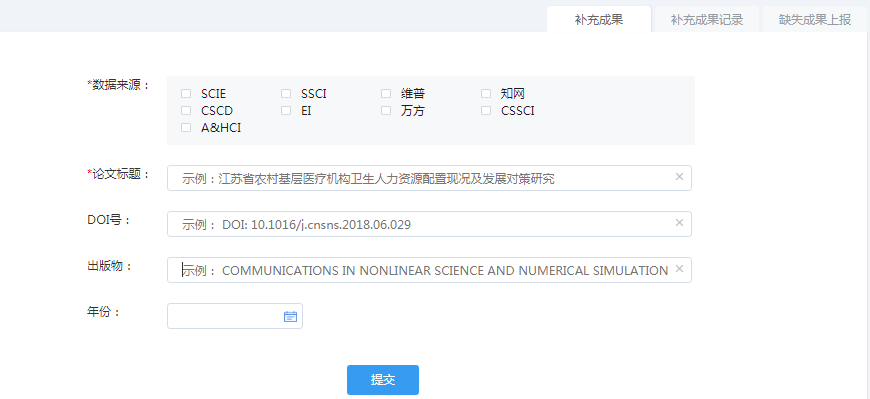 补充成果 补充成果记录 缺失成果上报
*数据来源： SCIE SSCI 维普 知网
CSCD EI 万方 CSSCI
A&HCI
*论文标题： 示例：江苏省农村基层医疗机构卫生人力资源配置现况及发展对策研究
DOI号： 示例： DOI: 10.1016/j.cnsns.2018.06.029
出版物： 示例： COMMUNICATIONS IN NONLINEAR SCIENCE AND NUMERICAL SIMULATION
年份：
提交